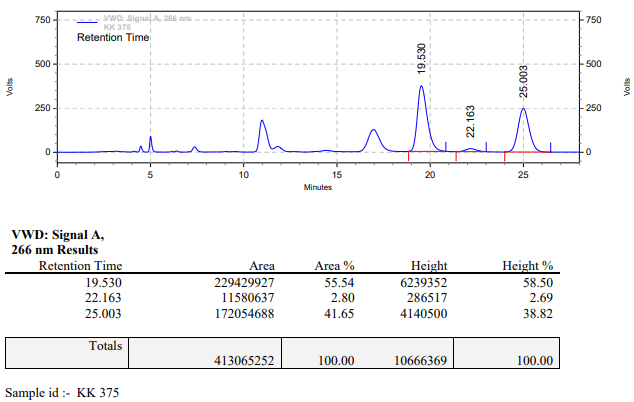 VWD: Signal A, 266 nm
KK 375
Retention Time
750
500
250
0
Volts
19.530
22.163
25.003
750
500
250
0
Volts
0 5 10 15 20 25
Minutes
VWD: Signal A,
266 nm Results
Retention Time Area Area % Height Height %
19.530 229429927 55.54 6239352 58.50
22.163 11580637 2.80 286517 2.69
25.003 172054688 41.65 4140500 38.82
Totals
413065252 100.00 10666369 100.00
Sample id :- KK 375